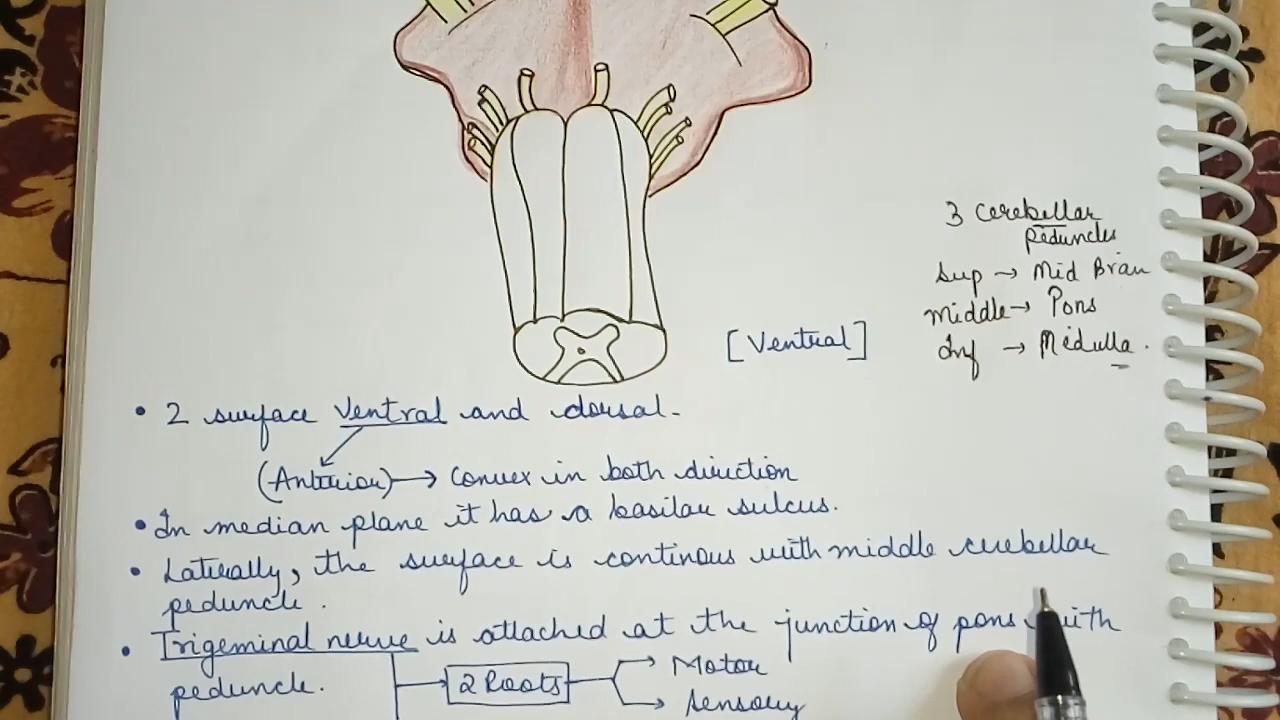 3 cerebellar
peduncles
Sup → Mid Brain
Middle → Pons
Inf → Medulla.
[Ventral]
• 2 surface Ventral and dorsal.
(Anterior) → Convex in both direction
• In median plane it has a basilar sulcus.
• Laterally, the surface is continous with middle cerebellar
peduncle.
• Trigeminal nerve is attached at the junction of pons with
peduncle.
2 Roots → Motor
→ Sensory